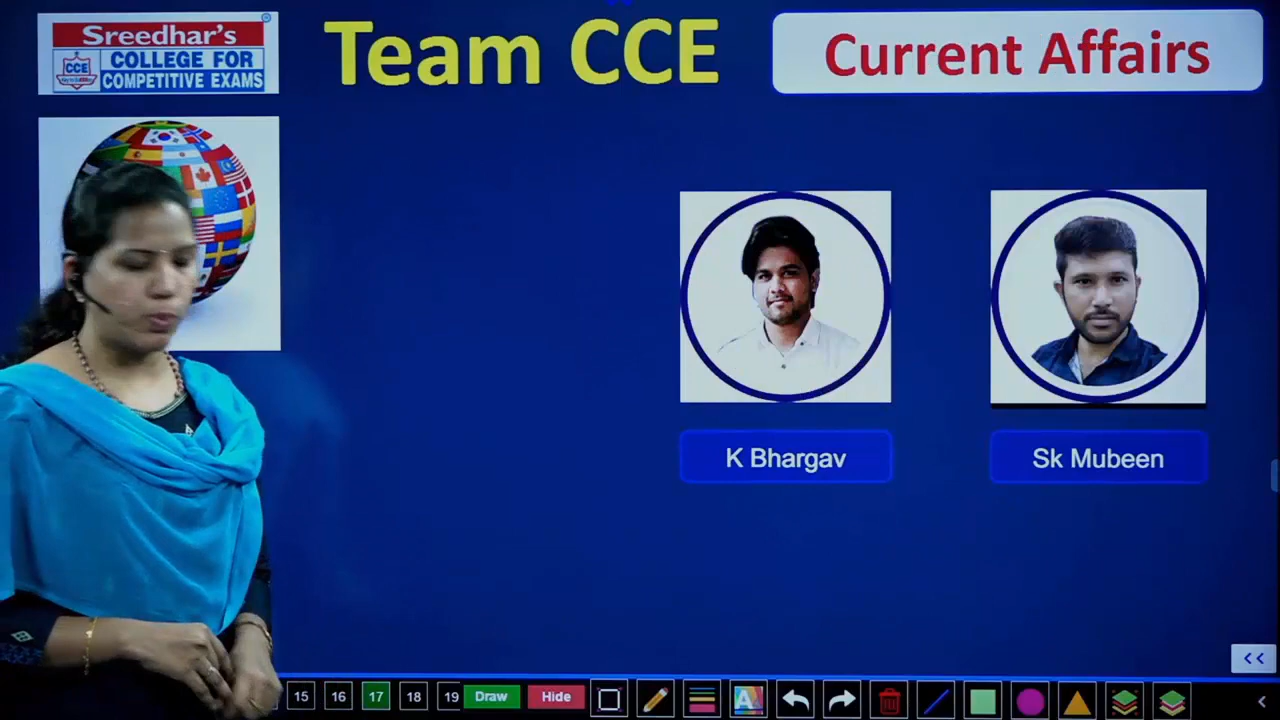 Sreedhar's
CCE
COLLEGE FOR
COMPETITIVE EXAMS
Team CCE
Current Affairs
K Bhargav
Sk Mubeen
<<
15 16 17 18 19 Draw Hide
A